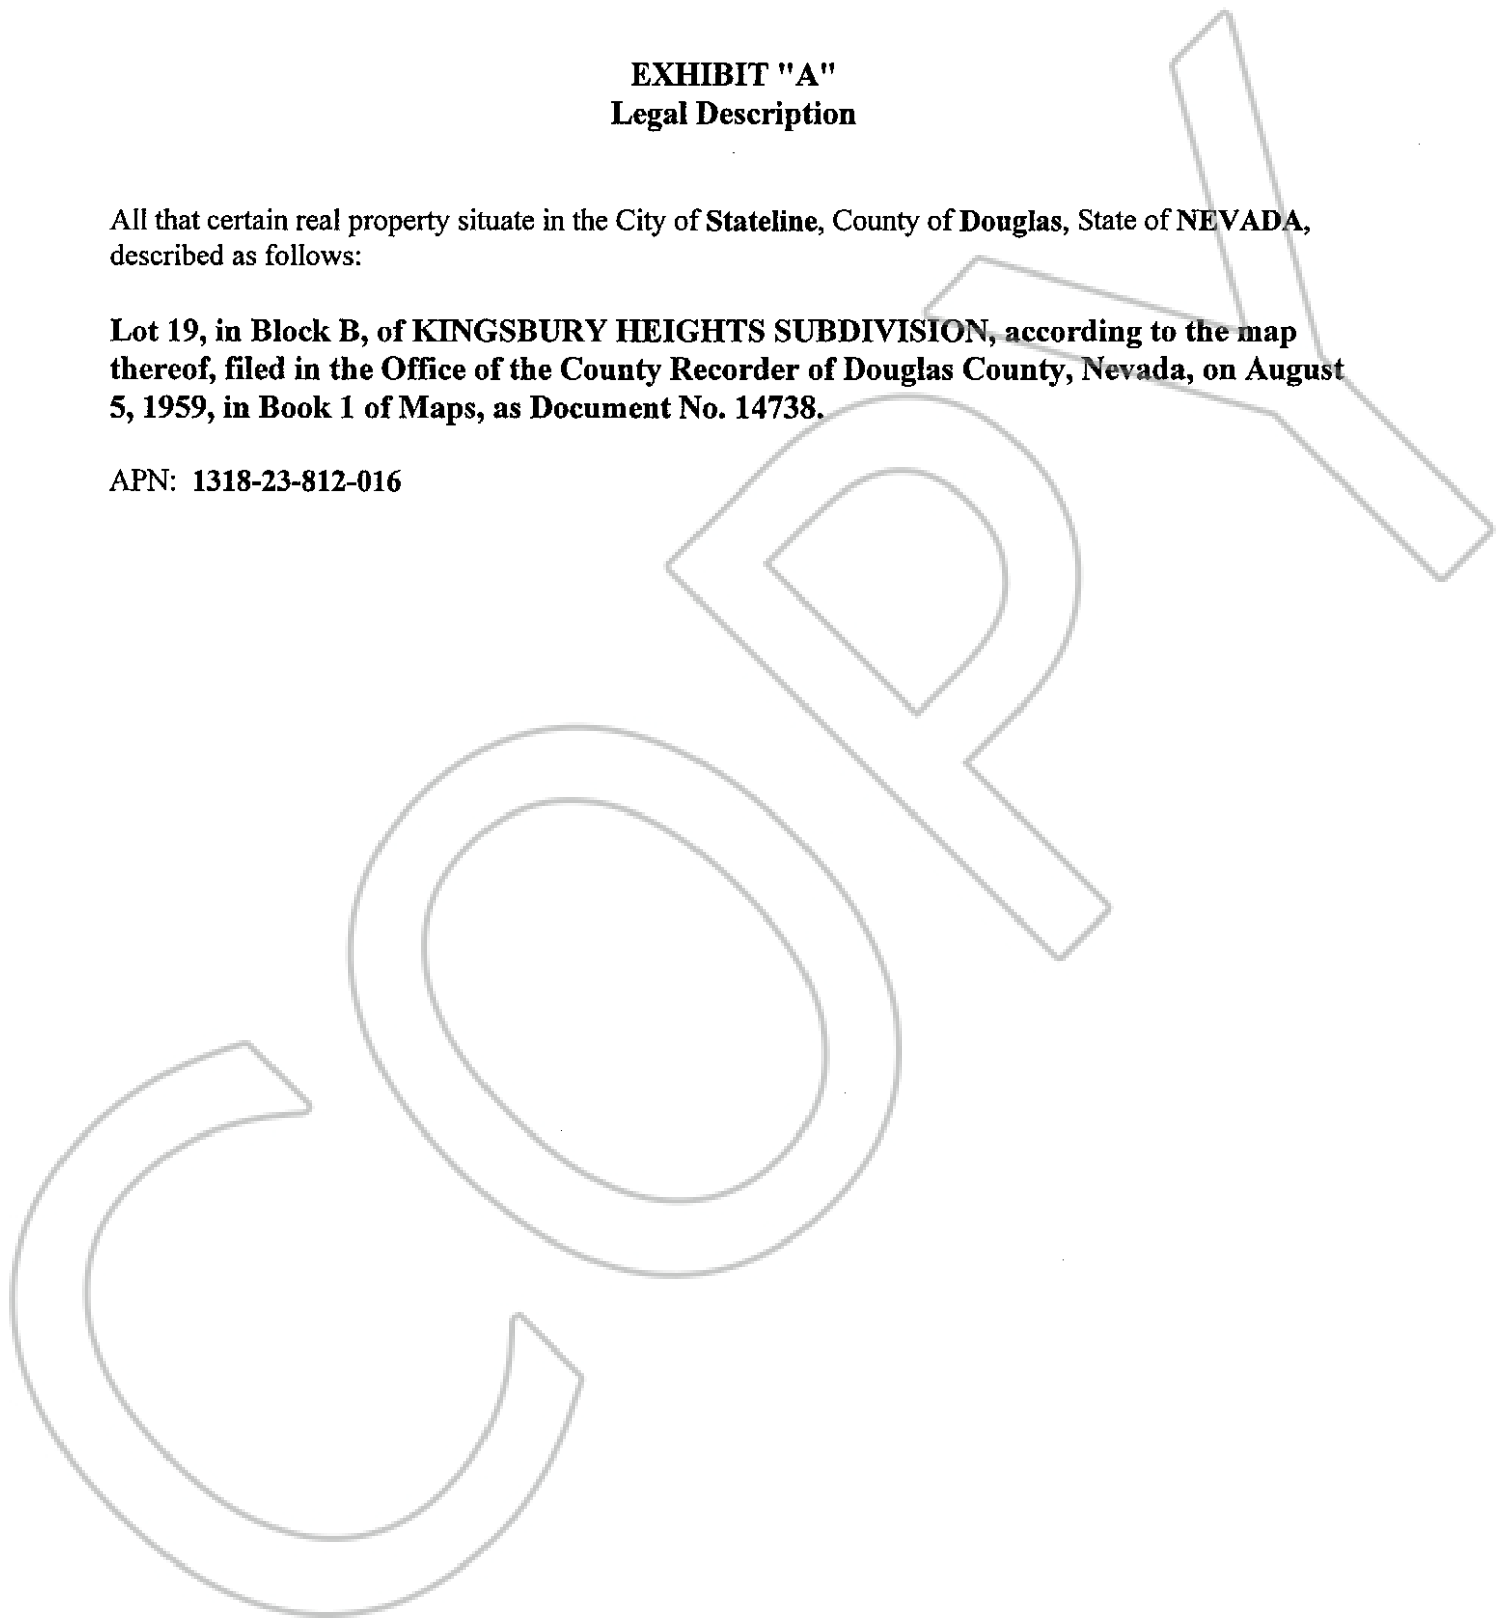 EXHIBIT "A"
Legal Description
All that certain real property situate in the City of Stateline, County of Douglas, State of NEVADA,
described as follows:
Lot 19, in Block B, of KINGSBURY HEIGHTS SUBDIVISION, according to the map
thereof, filed in the Office of the County Recorder of Douglas County, Nevada, on August
5, 1959, in Book 1 of Maps, as Document No. 14738.
APN: 1318-23-812-016
COPY